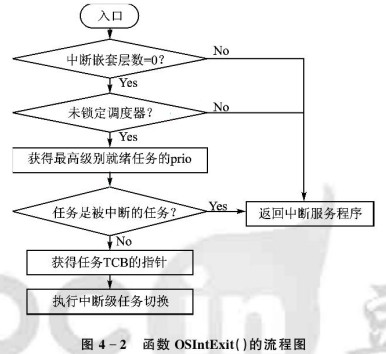 入口
中断嵌套层数=0?
No
Yes
未锁定调度器?
No
Yes
获得最高级别就绪任务的prio
任务是被中断的任务?
Yes
返回中断服务程序
No
获得任务TCB的指针
执行中断级任务切换
图 4-2 函数 OSIntExit()的流程图